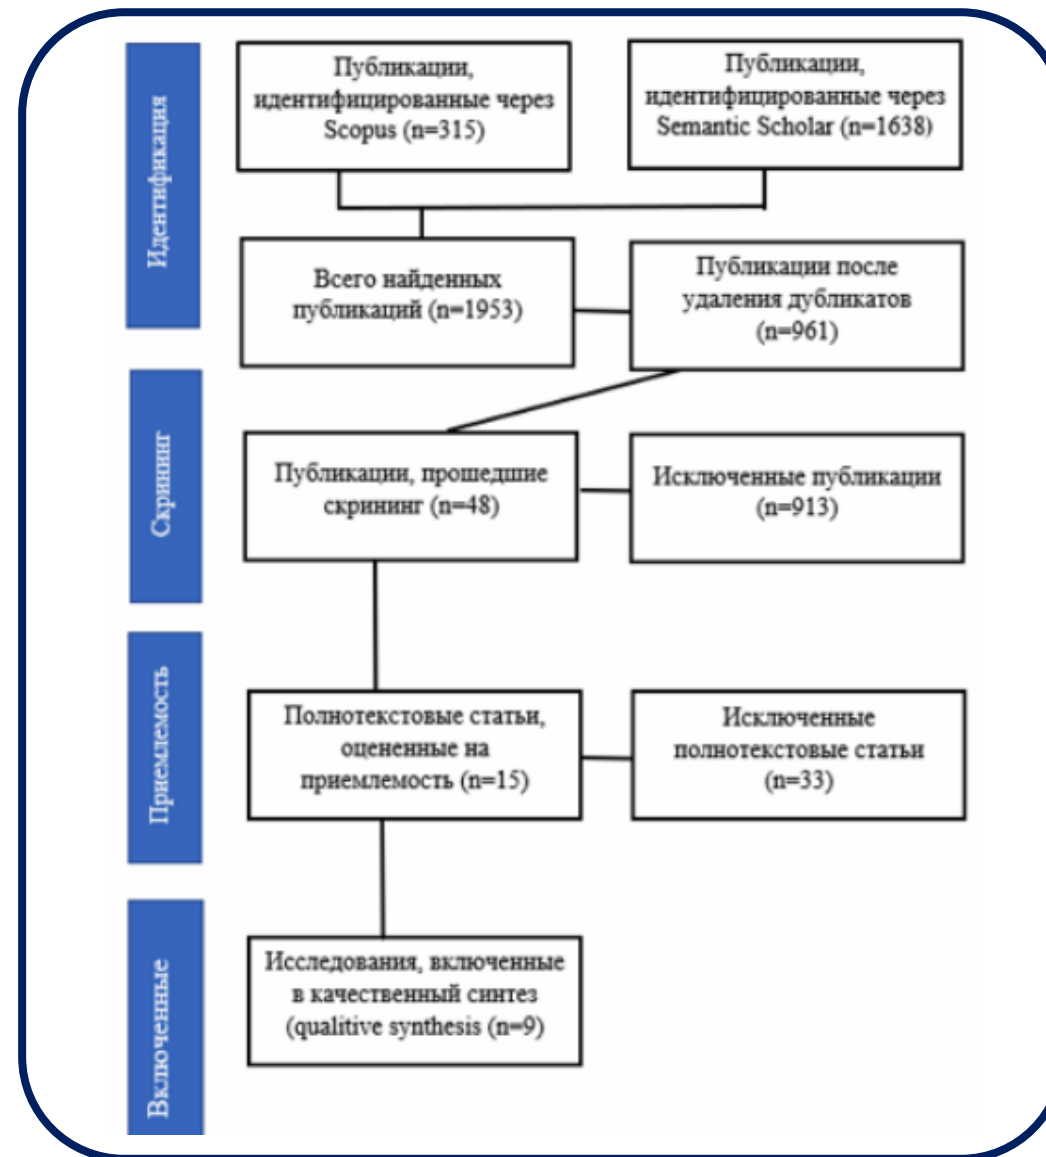 Идентификация
Публикации,
идентифицированные через
Scopus (n=315)
Публикации,
идентифицированные через
Semantic Scholar (n=1638)
Всего найденных
публикаций (n=1953)
Публикации после
удаления дубликатов
(n=961)
Скрининг
Публикации, прошедшие
скрининг (n=48)
Исключенные публикации
(n=913)
Приемлемость
Полнотекстовые статьи,
оцененные на
приемлемость (n=15)
Исключенные
полнотекстовые статьи
(n=33)
Включенные
Исследования, включенные
в качественный синтез
(qualitive synthesis (n=9)